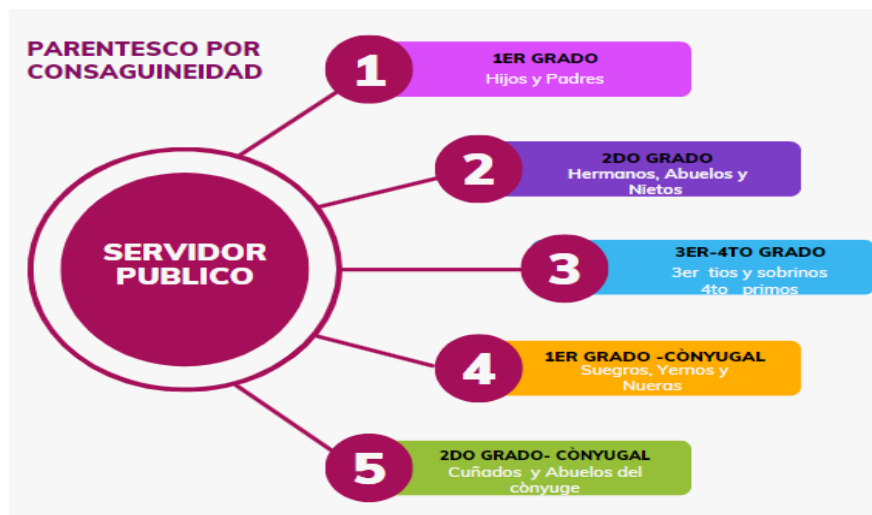 PARENTESCO POR
CONSAGUINEIDAD
1
1ER GRADO
Hijos y Padres
2
2DO GRADO
Hermanos, Abuelos y
Nietos
SERVIDOR
PUBLICO
3
3ER-4TO GRADO
3er tios y sobrinos
4to primos
4
1ER GRADO -CÒNYUGAL
Suegros, Yernos y
Nueras
5
2DO GRADO- CÒNYUGAL
Cuñados y Abuelos del
cònyuge